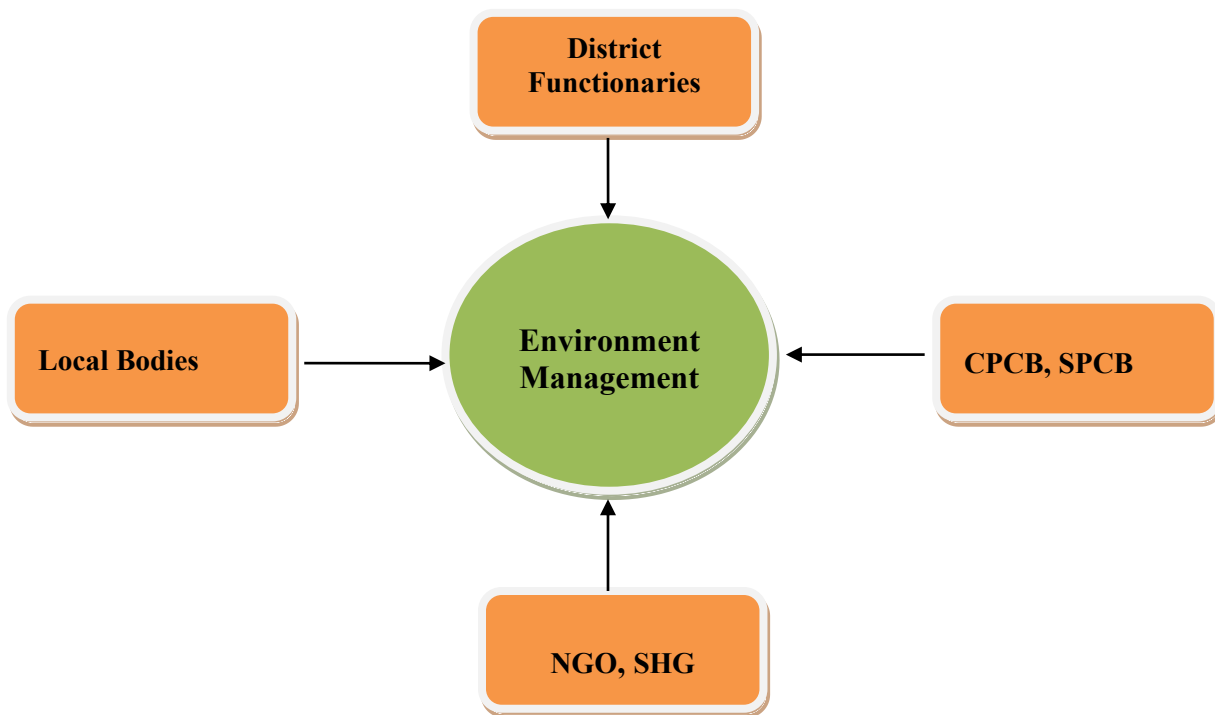 District
Functionaries
Environment
Management
Local Bodies
CPCB, SPCB
NGO, SHG